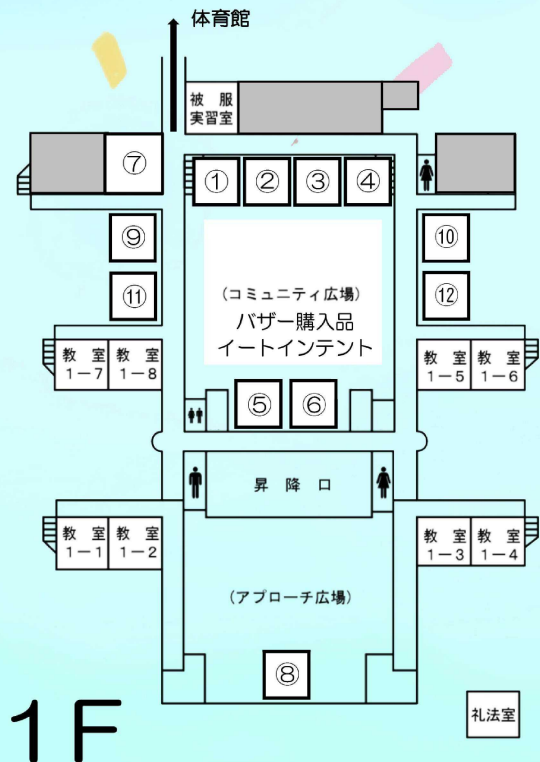 体育館
被 服
実習室
⑦
①
②
③
④
⑨
⑩
⑪
⑫
(コミュニティ広場)
バザー購入品
イートインテント
教 室
1-7
教 室
1-8
教 室
1-5
教 室
1-6
⑤
⑥
昇 降 口
教 室
1-1
教 室
1-2
教 室
1-3
教 室
1-4
(アプローチ広場)
⑧
礼法室
1F